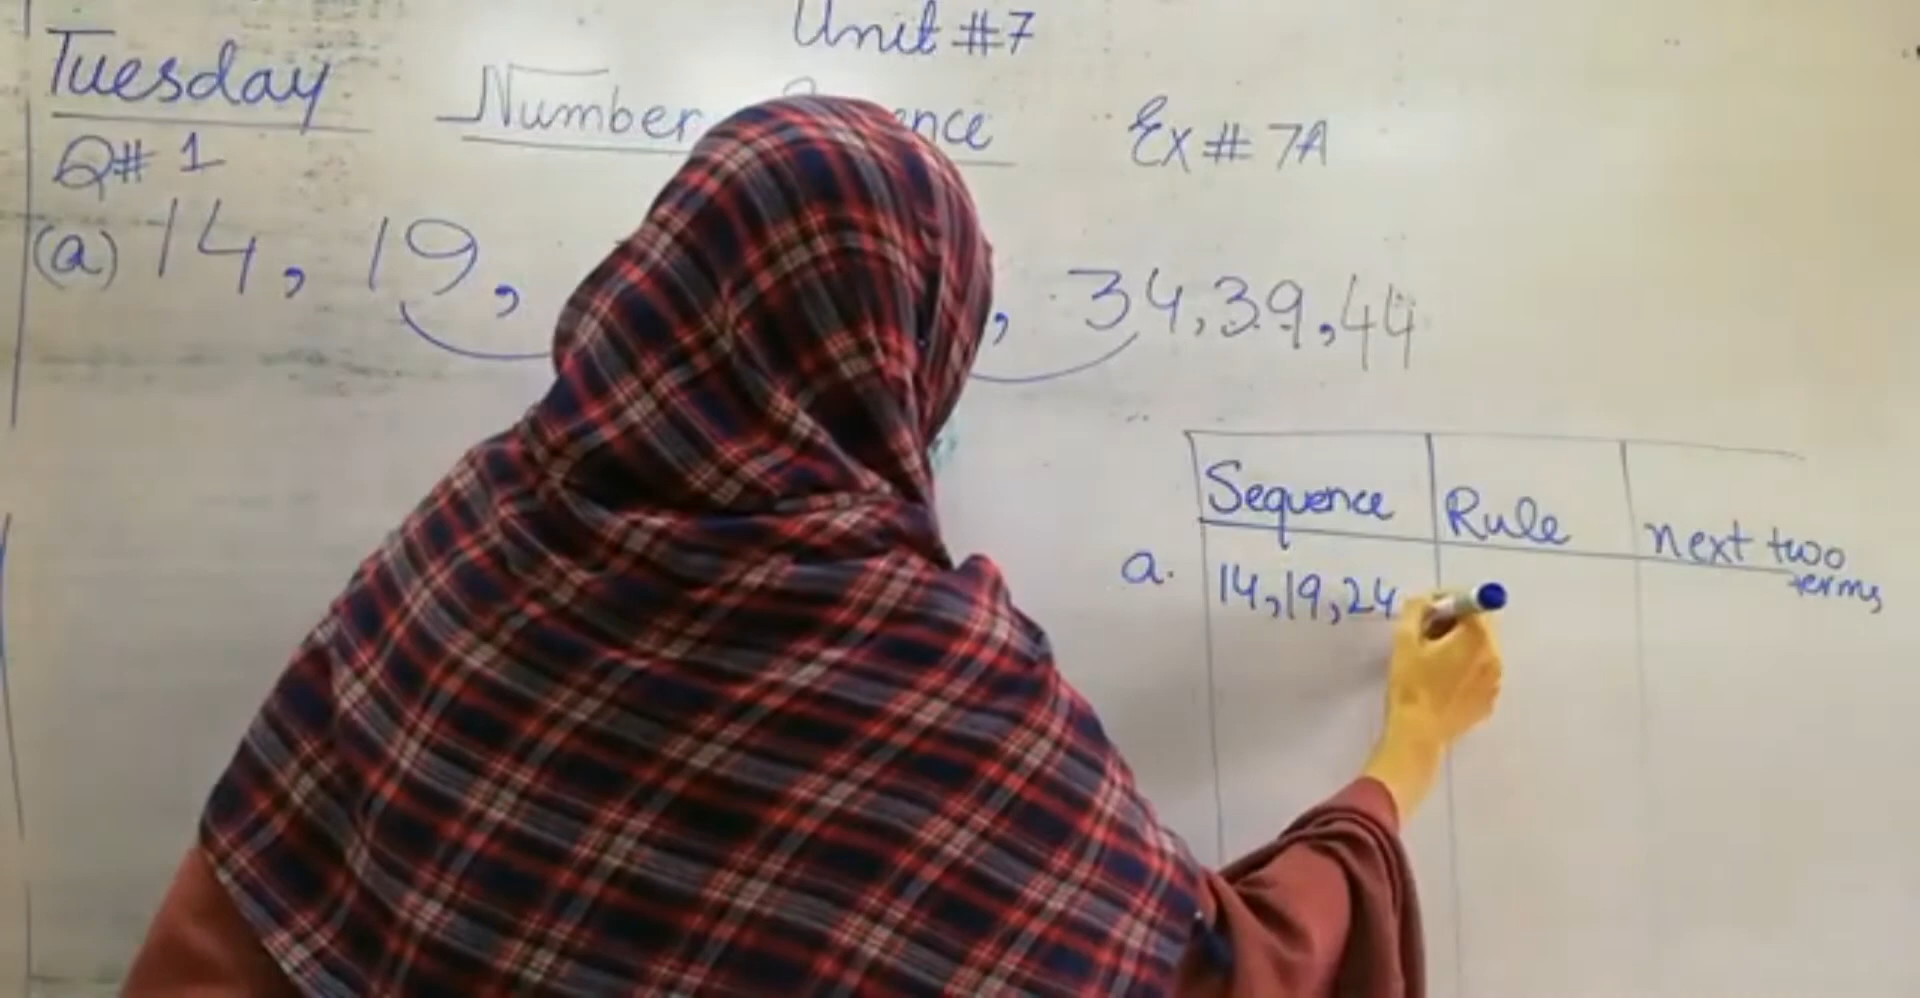 Unit #7
Tuesday
Number ence
Ex # 7A
Q# 1
(a) 14, 19, , 34, 39, 44
Sequence Rule next two terms
a. 14, 19, 24